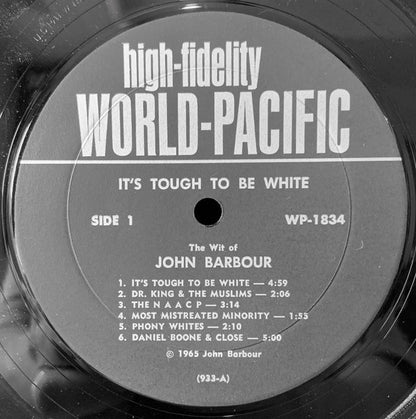 high-fidelity
WORLD-PACIFIC
IT'S TOUGH TO BE WHITE
SIDE 1 WP-1834
The Wit of
JOHN BARBOUR
1. IT'S TOUGH TO BE WHITE — 4:59
2. DR. KING & THE MUSLIMS — 2:06
3. THE N A A C P — 3:14
4. MOST MISTREATED MINORITY — 1:53
5. PHONY WHITES — 2:10
6. DANIEL BOONE & CLOSE — 5:00
© 1965 John Barbour
(933-A)